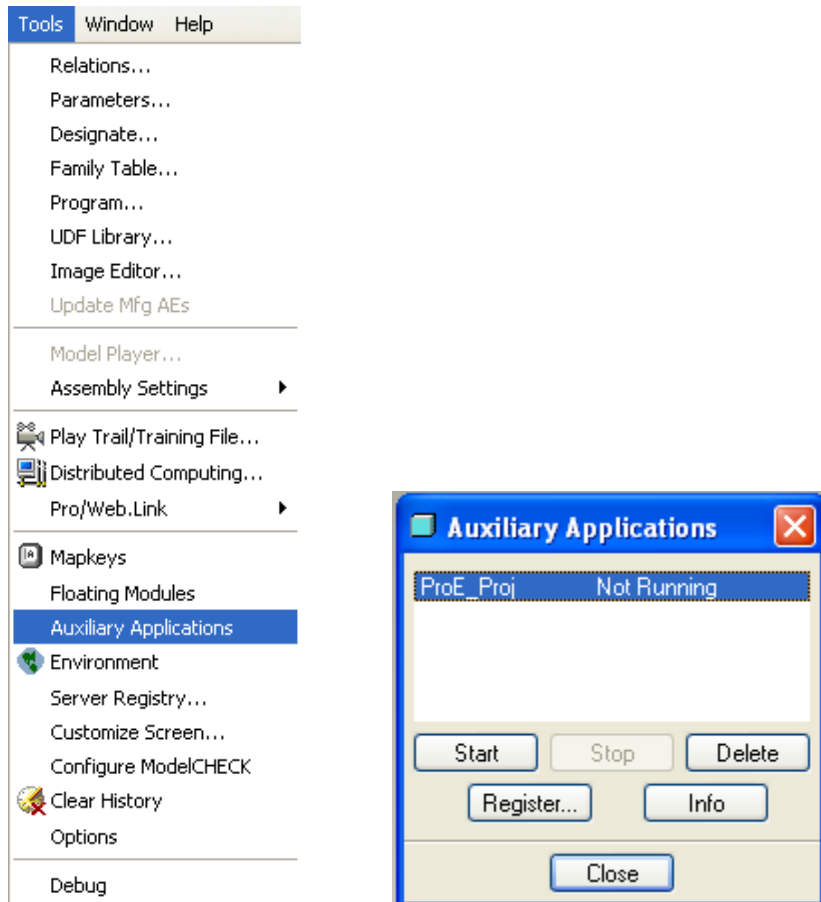 Tools Window Help
Relations...
Parameters...
Designate...
Family Table...
Program...
UDF Library...
Image Editor...
Update Mfg AEs
Model Player...
Assembly Settings
Play Trail/Training File...
Distributed Computing...
Pro/Web.Link
Mapkeys
Floating Modules
Auxiliary Applications
Environment
Server Registry...
Customize Screen...
Configure ModelCHECK
Clear History
Options
Debug
Auxiliary Applications
ProE_Proj Not Running
Start Stop Delete
Register... Info
Close